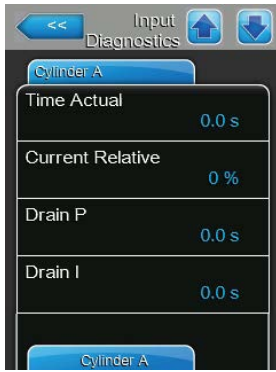 << Input
Diagnostics
Cylinder A
Time Actual
0.0 s
Current Relative
0 %
Drain P
0.0 s
Drain I
0.0 s
Cylinder A